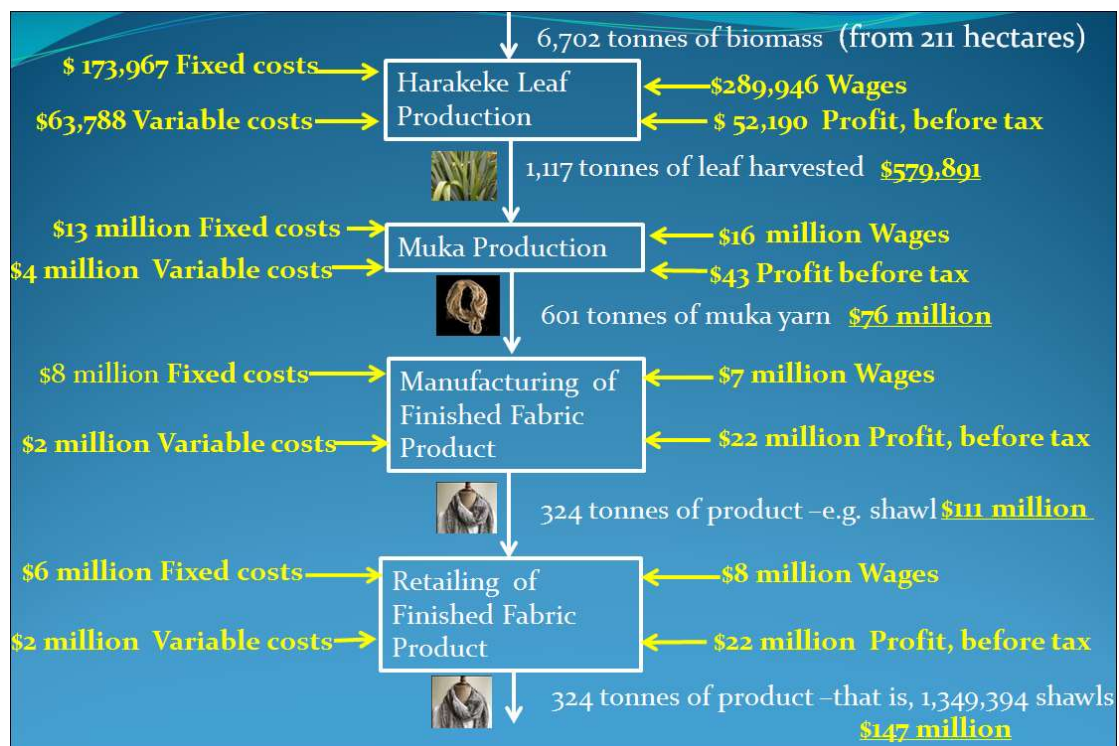 6,702 tonnes of biomass (from 211 hectares)
$ 173,967 Fixed costs
Harakeke Leaf
Production
$289,946 Wages
$63,788 Variable costs
$ 52,190 Profit, before tax
1,117 tonnes of leaf harvested $579,891
$13 million Fixed costs
Muka Production
$16 million Wages
$4 million Variable costs
$43 Profit before tax
601 tonnes of muka yarn $76 million
$8 million Fixed costs
Manufacturing of
Finished Fabric
Product
$7 million Wages
$2 million Variable costs
$22 million Profit, before tax
324 tonnes of product –e.g. shawl $111 million
$6 million Fixed costs
Retailing of
Finished Fabric
Product
$8 million Wages
$2 million Variable costs
$22 million Profit, before tax
324 tonnes of product –that is, 1,349,394 shawls
$147 million